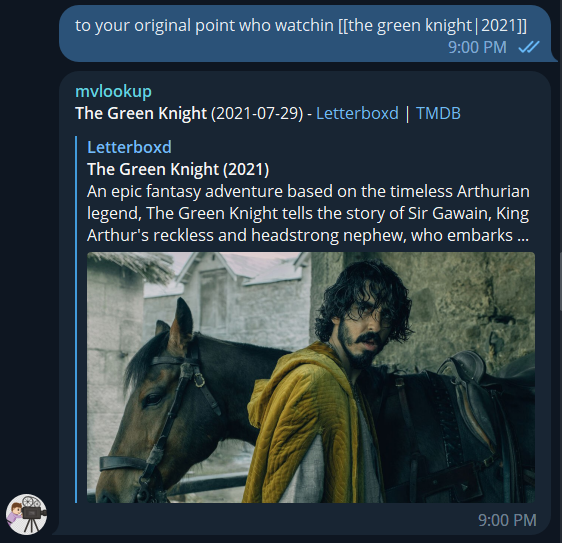 to your original point who watchin [[the green knight|2021]]
9:00 PM
mvlookup
The Green Knight (2021-07-29) - Letterboxd | TMDB
Letterboxd
The Green Knight (2021)
An epic fantasy adventure based on the timeless Arthurian
legend, The Green Knight tells the story of Sir Gawain, King
Arthur's reckless and headstrong nephew, who embarks ...
9:00 PM